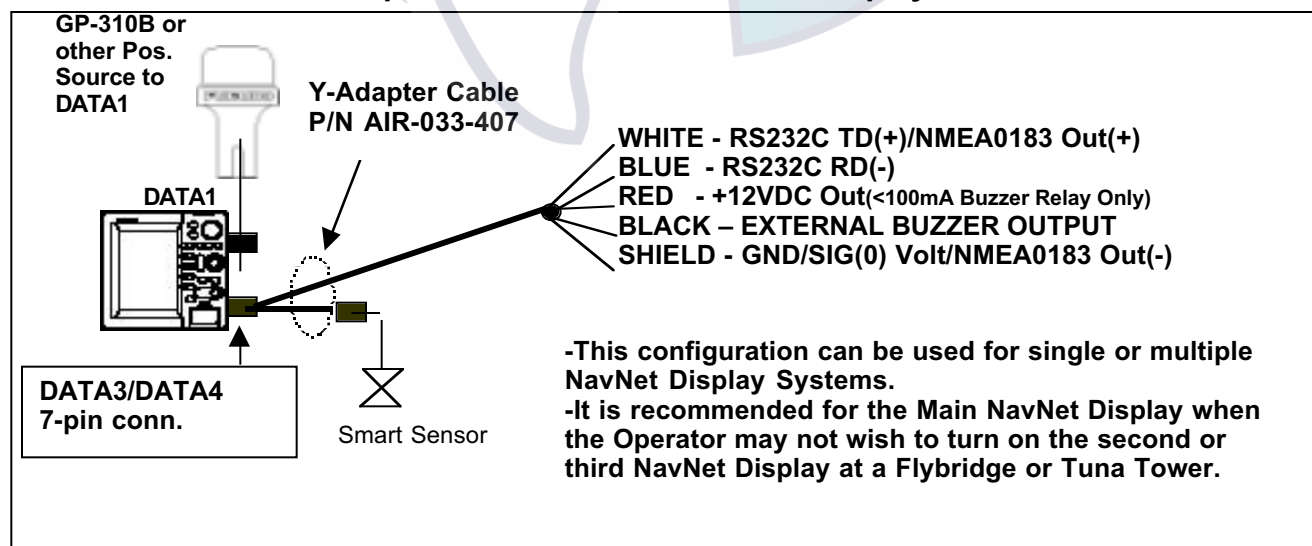 GP-310B or
other Pos.
Source to
DATA1
Y-Adapter Cable
P/N AIR-033-407
WHITE - RS232C TD(+)/NMEA0183 Out(+)
BLUE - RS232C RD(-)
RED - +12VDC Out(<100mA Buzzer Relay Only)
BLACK – EXTERNAL BUZZER OUTPUT
SHIELD - GND/SIG(0) Volt/NMEA0183 Out(-)
DATA1
DATA3/DATA4
7-pin conn.
Smart Sensor
-This configuration can be used for single or multiple
NavNet Display Systems.
-It is recommended for the Main NavNet Display when
the Operator may not wish to turn on the second or
third NavNet Display at a Flybridge or Tuna Tower.